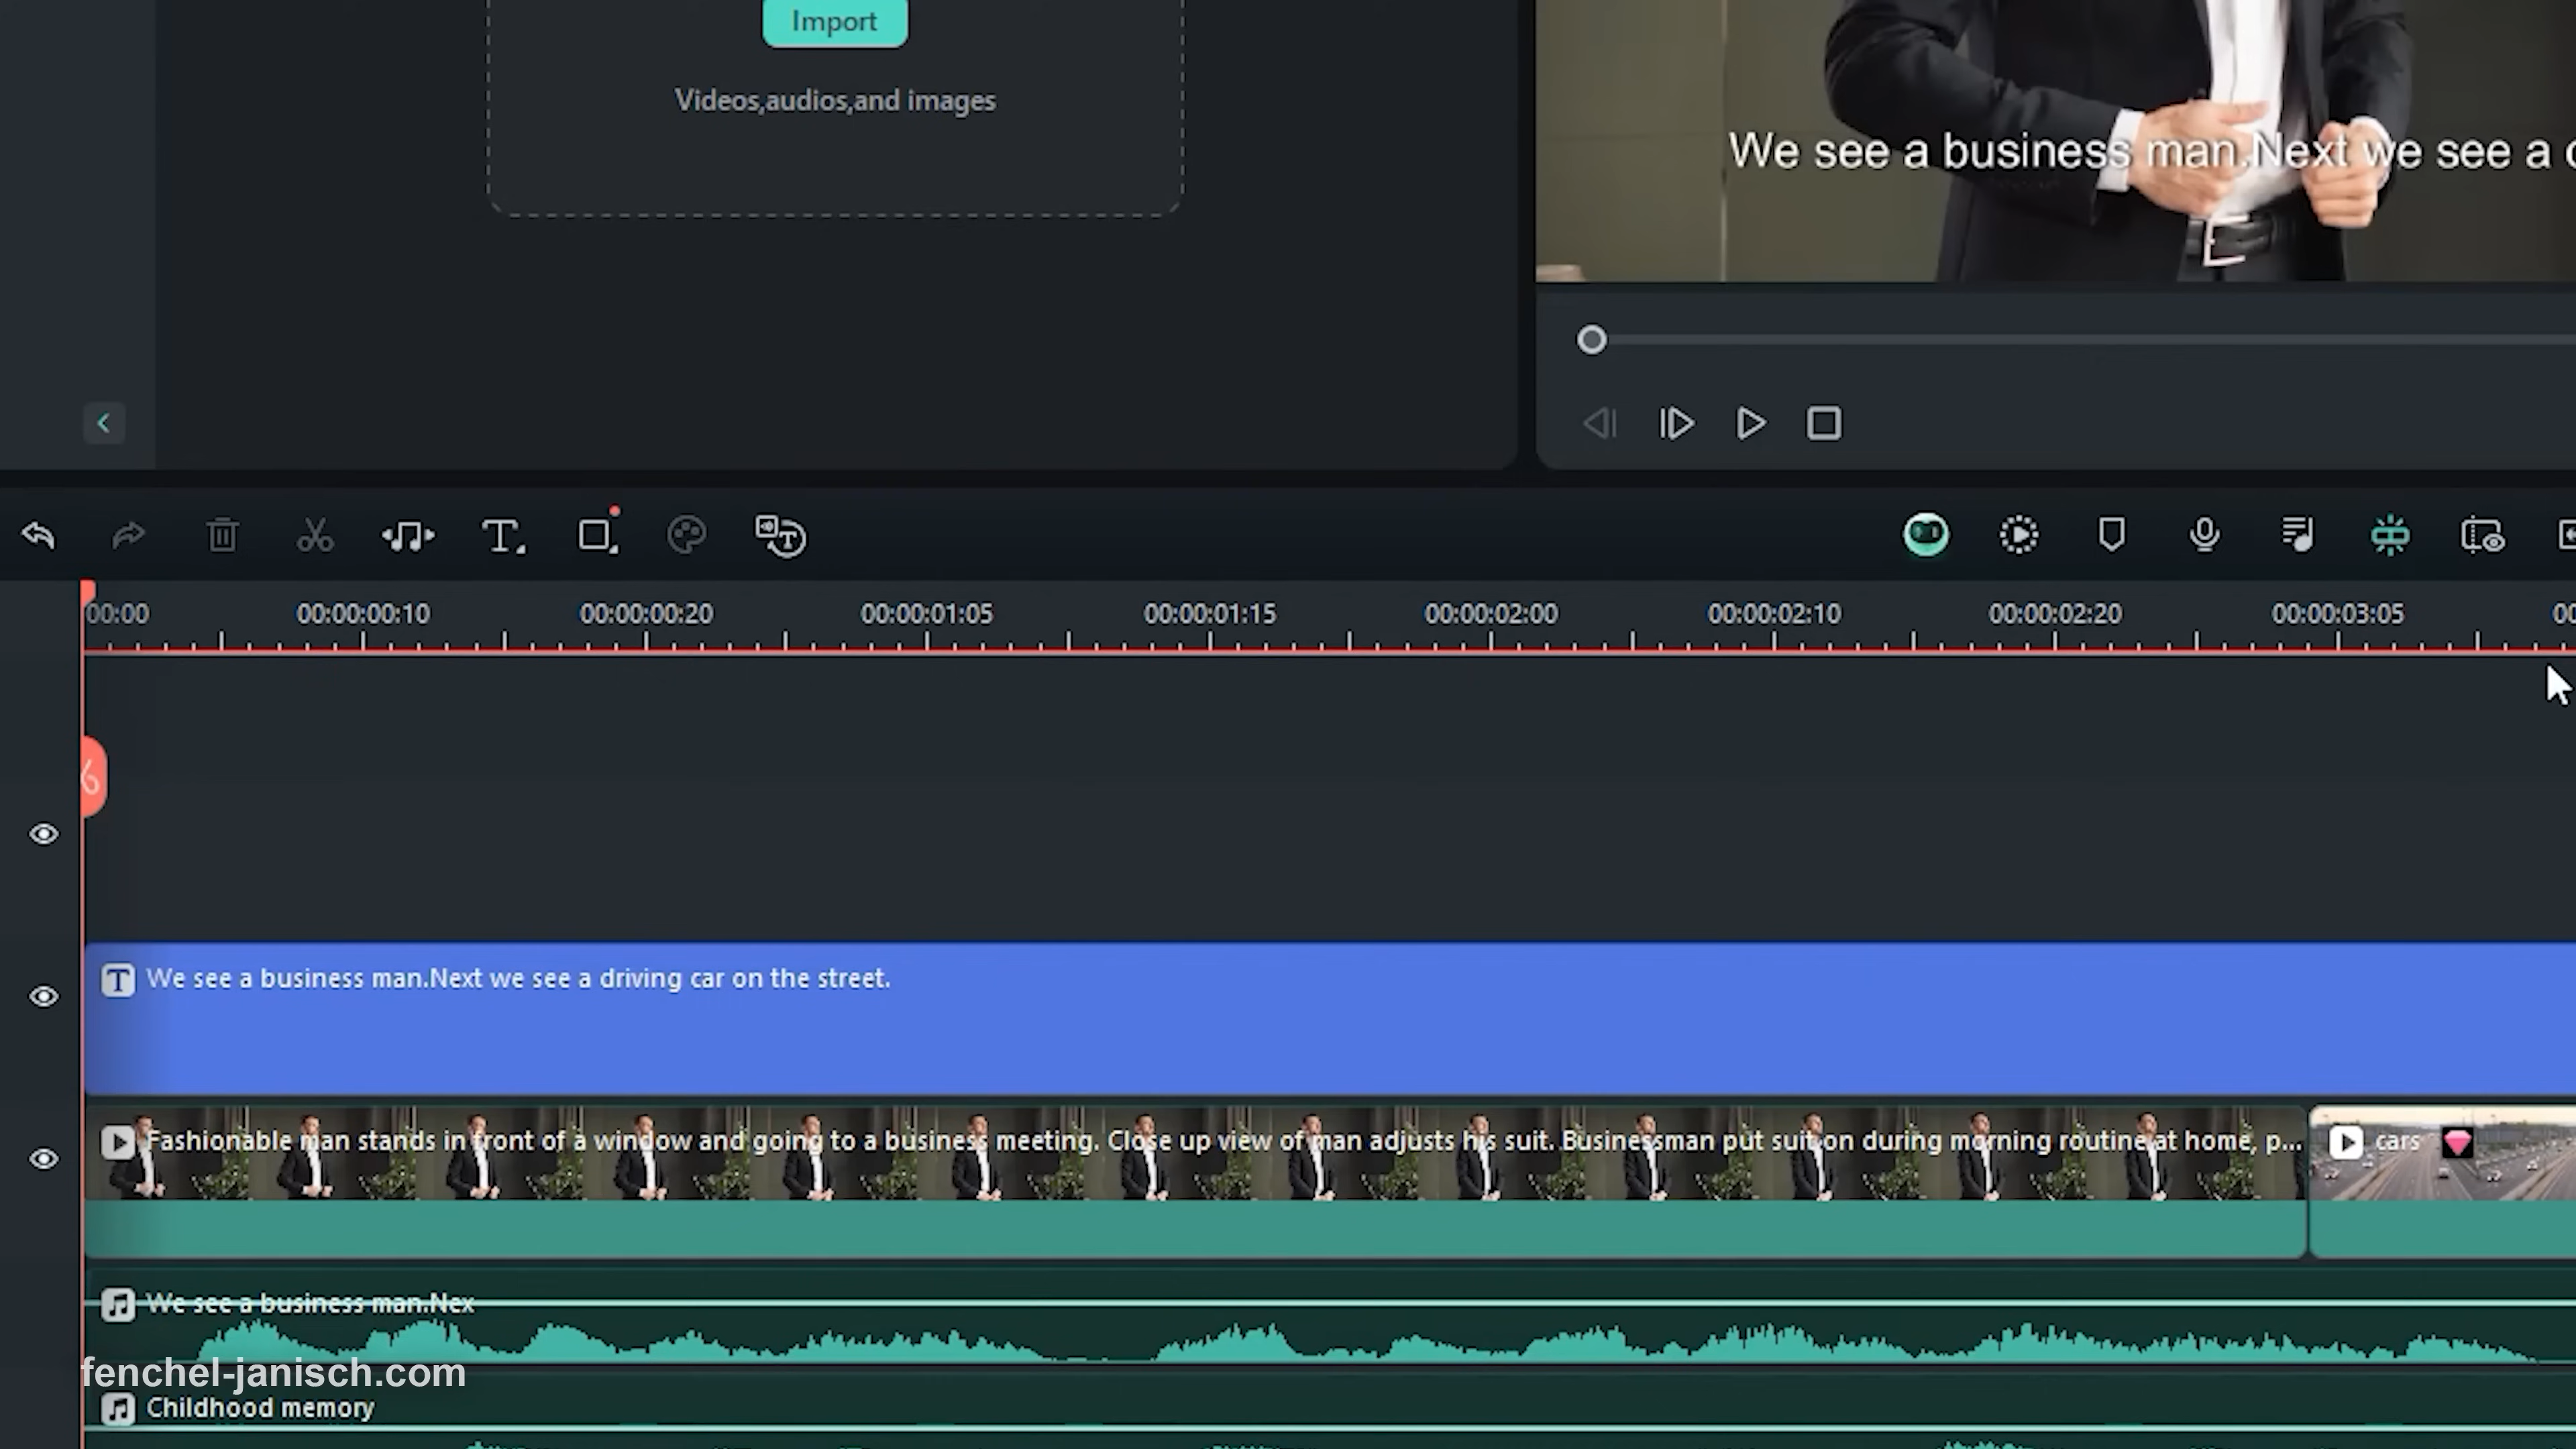 Import
Videos,audios,and images
We see a business man.Next we see a
00:00 00:00:00:10 00:00:00:20 00:00:01:05 00:00:01:15 00:00:02:00 00:00:02:10 00:00:02:20 00:00:03:05
We see a business man.Next we see a driving car on the street.
Fashionable man stands in front of a window and going to a business meeting. Close up view of man adjusts his suit. Businessman put suit on during morning routine at home, p...
cars
We see a business man.Nex
fenchel-janisch.com
Childhood memory